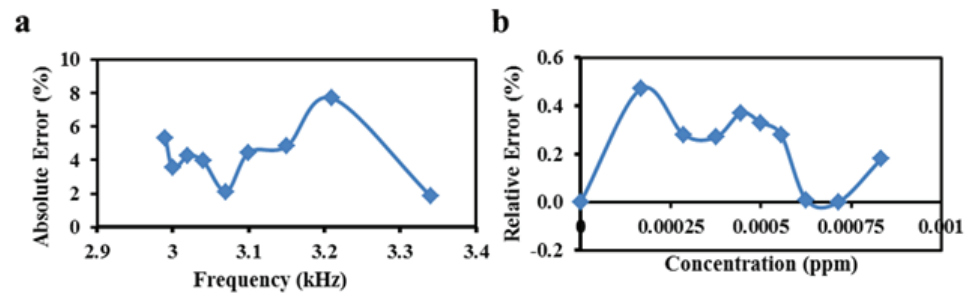 a
Absolute Error (%)
10
8
6
4
2
0
2.9 3 3.1 3.2 3.3 3.4
Frequency (kHz)
b
Relative Error (%)
0.6
0.4
0.2
0.0
-0.2
0 0.00025 0.0005 0.00075 0.001
Concentration (ppm)